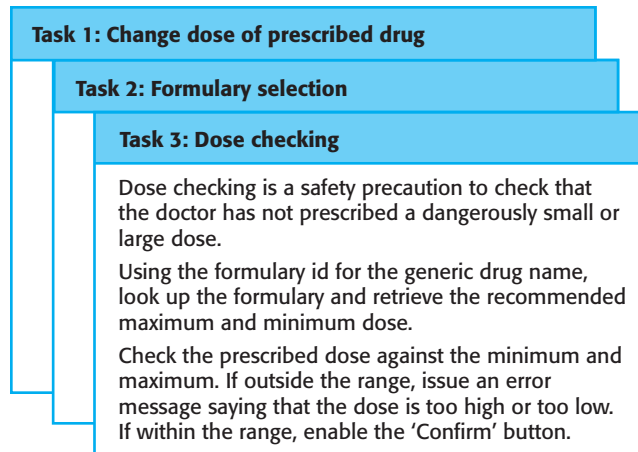 Task 1: Change dose of prescribed drug
Task 2: Formulary selection
Task 3: Dose checking
Dose checking is a safety precaution to check that
the doctor has not prescribed a dangerously small or
large dose.
Using the formulary id for the generic drug name,
look up the formulary and retrieve the recommended
maximum and minimum dose.
Check the prescribed dose against the minimum and
maximum. If outside the range, issue an error
message saying that the dose is too high or too low.
If within the range, enable the ‘Confirm’ button.